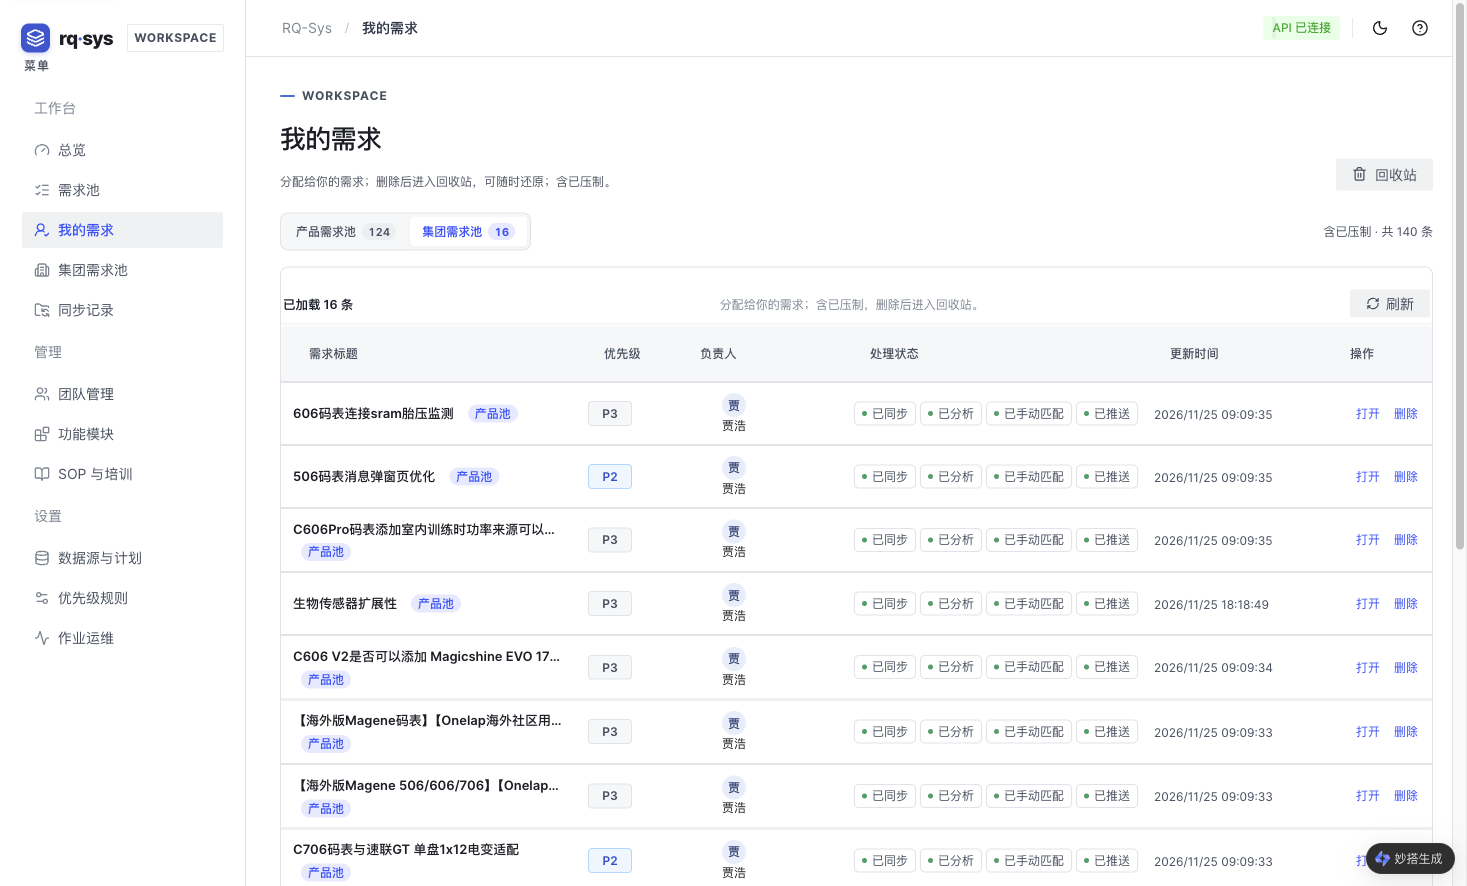 rq·sys WORKSPACE
菜单
工作台
总览
需求池
我的需求
集团需求池
同步记录
管理
团队管理
功能模块
SOP 与培训
设置
数据源与计划
优先级规则
作业运维
RQ-Sys / 我的需求
API 已连接
— WORKSPACE
我的需求
分配给你的需求；删除后进入回收站，可随时还原；含已压制。
回收站
产品需求池 124 集团需求池 16
含已压制 · 共 140 条
已加载 16 条 分配给你的需求；含已压制，删除后进入回收站。 刷新
需求标题 优先级 负责人 处理状态 更新时间 操作
606码表连接sram胎压监测 产品池 P3 贾 贾浩 已同步 已分析 已手动匹配 已推送 2026/11/25 09:09:35 打开 删除
506码表消息弹窗页优化 产品池 P2 贾 贾浩 已同步 已分析 已手动匹配 已推送 2026/11/25 09:09:35 打开 删除
C606Pro码表添加室内训练时功率来源可以... 产品池 P3 贾 贾浩 已同步 已分析 已手动匹配 已推送 2026/11/25 09:09:35 打开 删除
生物传感器扩展性 产品池 P3 贾 贾浩 已同步 已分析 已手动匹配 已推送 2026/11/25 18:18:49 打开 删除
C606 V2是否可以添加 Magicshine EVO 17... 产品池 P3 贾 贾浩 已同步 已分析 已手动匹配 已推送 2026/11/25 09:09:34 打开 删除
【海外版Magene码表】【Onelap海外社区用... 产品池 P3 贾 贾浩 已同步 已分析 已手动匹配 已推送 2026/11/25 09:09:33 打开 删除
【海外版Magene 506/606/706】【Onelap... 产品池 P3 贾 贾浩 已同步 已分析 已手动匹配 已推送 2026/11/25 09:09:33 打开 删除
C706码表与速联GT 单盘1x12电变适配 产品池 P2 贾 贾浩 已同步 已分析 已手动匹配 已推送 2026/11/25 09:09:33
妙搭生成